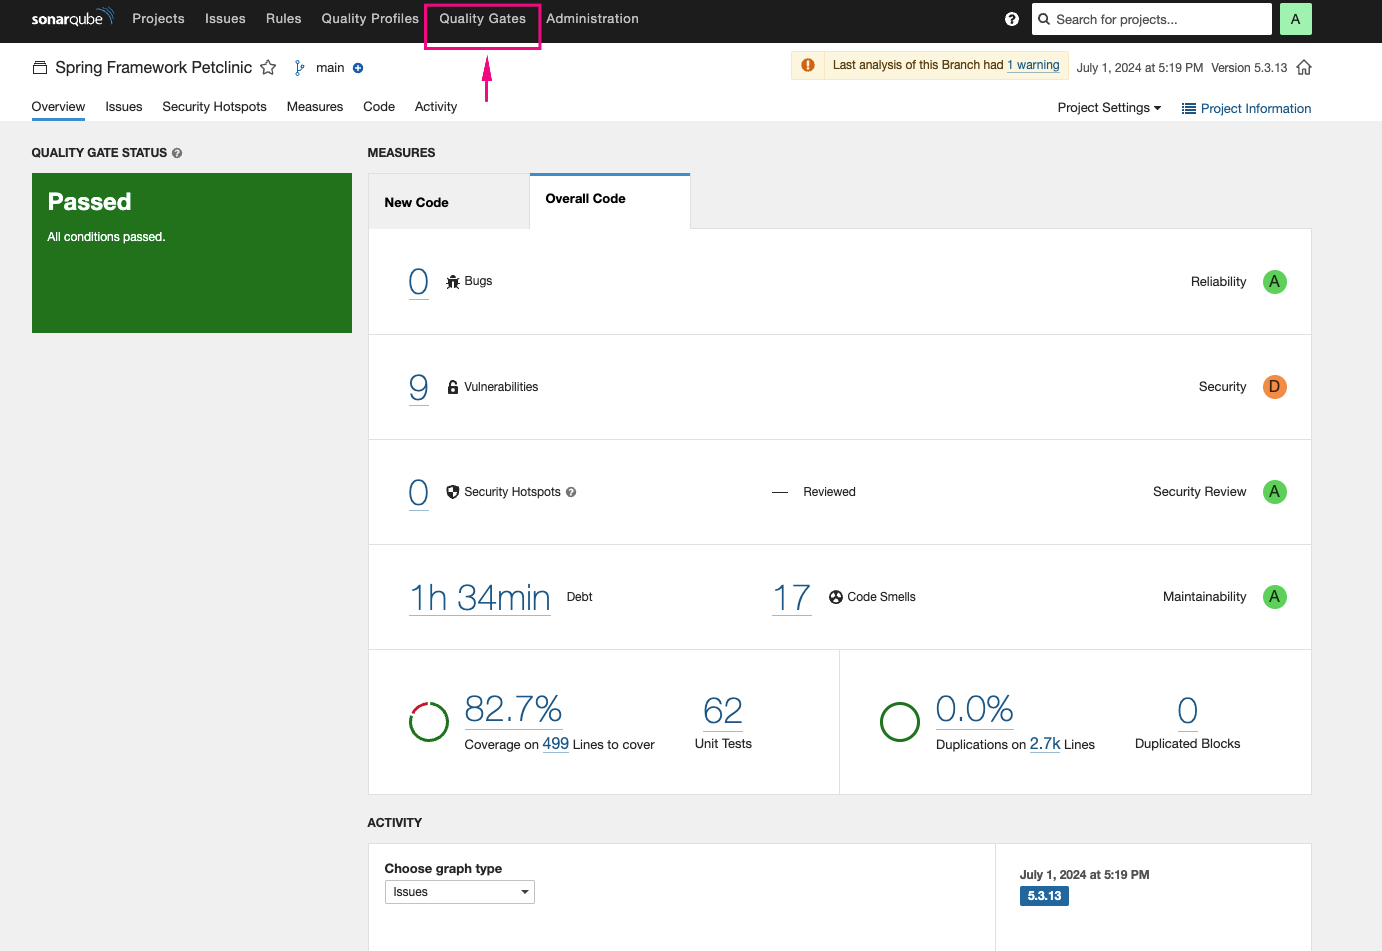 sonarqube Projects Issues Rules Quality Profiles Quality Gates Administration ? Search for projects... A
Spring Framework Petclinic main Last analysis of this Branch had 1 warning July 1, 2024 at 5:19 PM Version 5.3.13
Overview Issues Security Hotspots Measures Code Activity Project Settings Project Information
QUALITY GATE STATUS ?
Passed
All conditions passed.
MEASURES
New Code Overall Code
0 Bugs Reliability A
9 Vulnerabilities Security D
0 Security Hotspots ? — Reviewed Security Review A
1h 34min Debt 17 Code Smells Maintainability A
82.7% 62 0.0% 0
Coverage on 499 Lines to cover Unit Tests Duplications on 2.7k Lines Duplicated Blocks
ACTIVITY
Choose graph type
Issues
July 1, 2024 at 5:19 PM
5.3.13